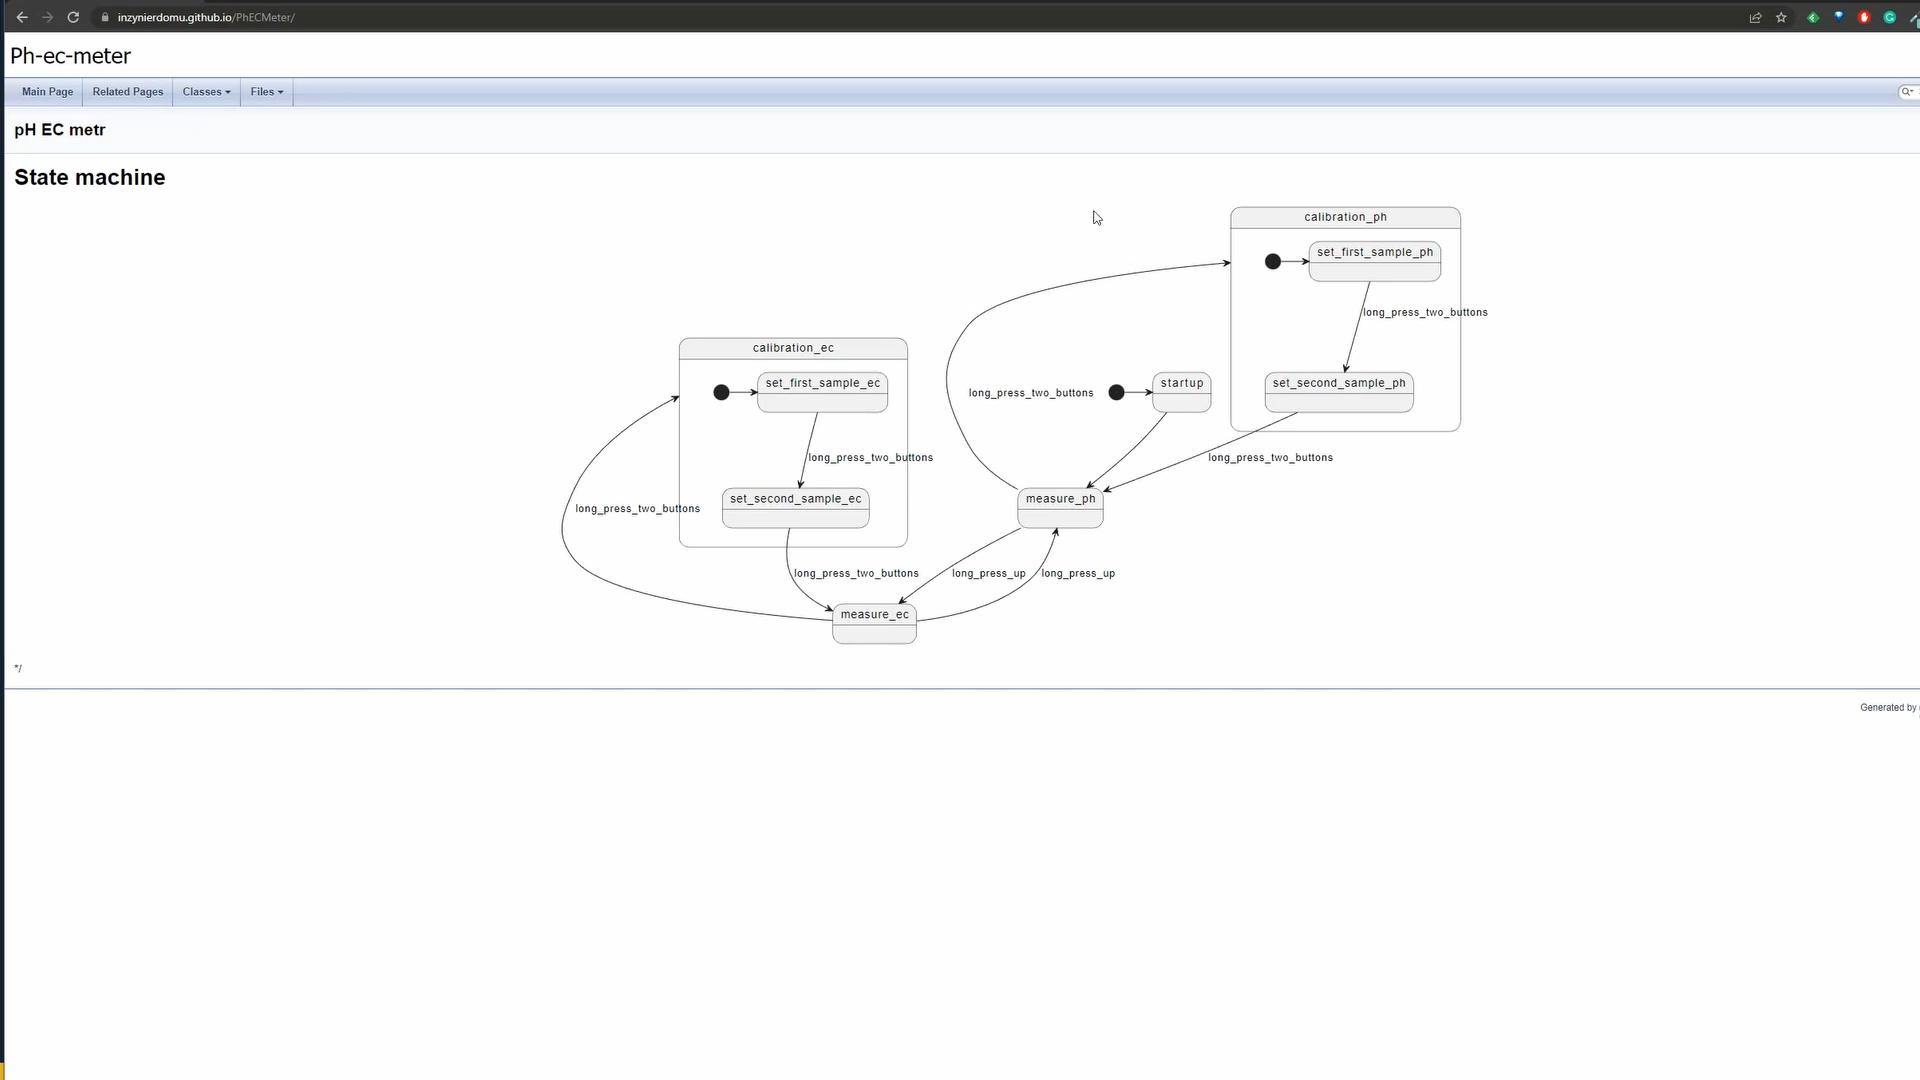 inzynierdomu.github.io/PhECMeter/
Ph-ec-meter
Main Page
Related Pages
Classes
Files
pH EC metr
State machine
calibration_ph
set_first_sample_ph
long_press_two_buttons
calibration_ec
set_first_sample_ec
long_press_two_buttons
startup
set_second_sample_ph
long_press_two_buttons
long_press_two_buttons
set_second_sample_ec
measure_ph
long_press_two_buttons
long_press_two_buttons
long_press_up
long_press_up
measure_ec
*/
Generated by